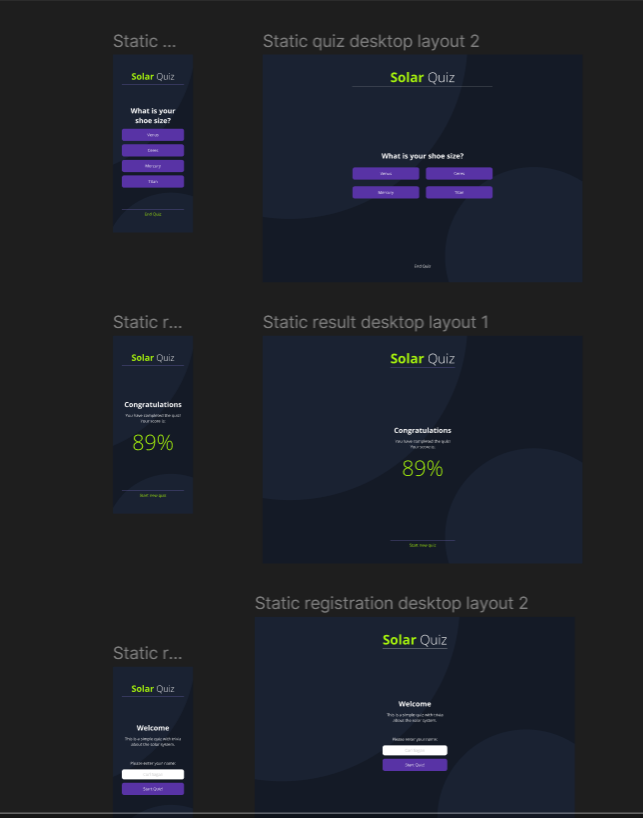 Static ...
Static quiz desktop layout 2
Solar Quiz
What is your
shoe size?
Venus
Ceres
Mercury
Titan
Exit Quiz
Solar Quiz
What is your shoe size?
Venus
Ceres
Mercury
Titan
Exit Quiz
Static r...
Static result desktop layout 1
Solar Quiz
Congratulations
You have completed the quiz!
Your score is:
89%
Start new quiz
Solar Quiz
Congratulations
You have completed the quiz!
Your score is:
89%
Start new quiz
Static r...
Static registration desktop layout 2
Solar Quiz
Welcome
This is a simple quiz with trivia
about the solar system.
Please enter your name:
Start Quiz!
Solar Quiz
Welcome
This is a simple quiz with trivia
about the solar system.
Please enter your name:
Start Quiz!